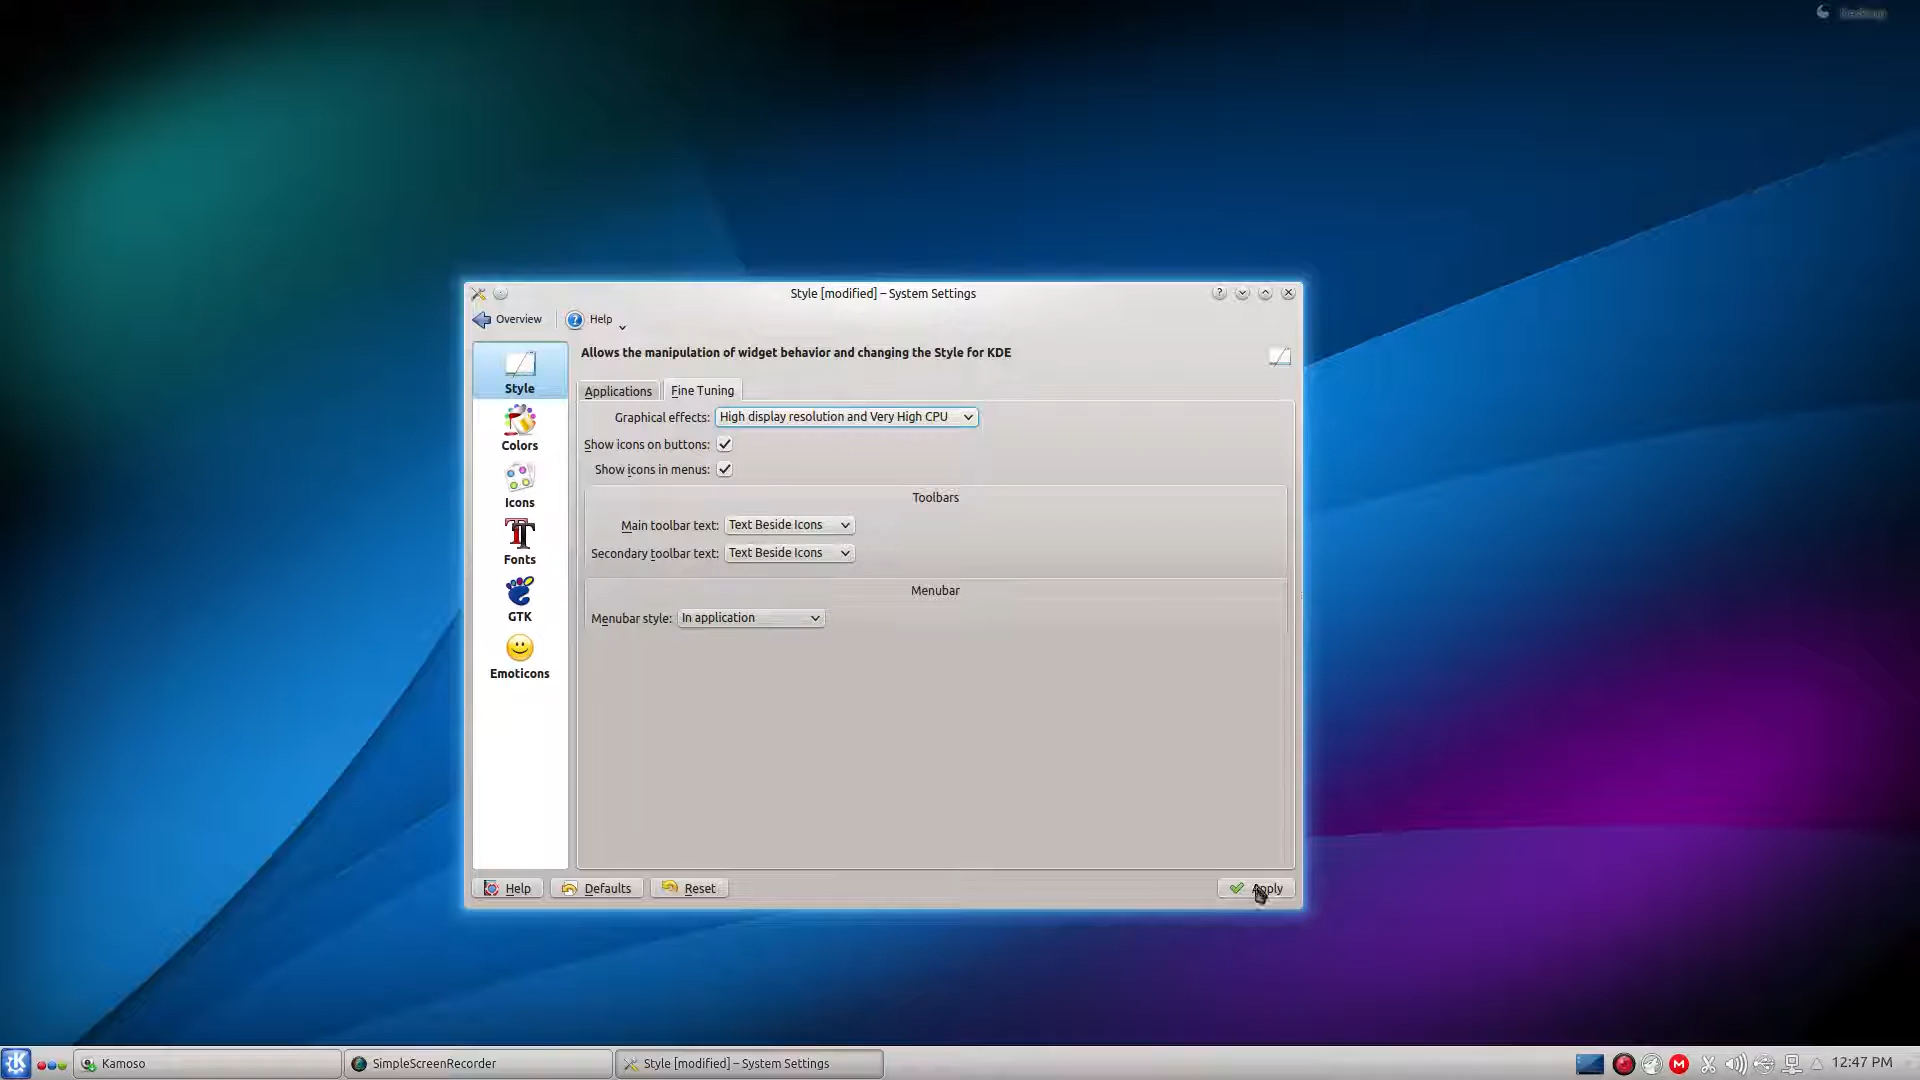 Desktop
Style [modified] – System Settings
Overview
Help
Allows the manipulation of widget behavior and changing the Style for KDE
Style
Colors
Icons
Fonts
GTK
Emoticons
Applications
Fine Tuning
Graphical effects: High display resolution and Very High CPU
Show icons on buttons:
Show icons in menus:
Toolbars
Main toolbar text: Text Beside Icons
Secondary toolbar text: Text Beside Icons
Menubar
Menubar style: In application
Help
Defaults
Reset
Apply
Kamoso
SimpleScreenRecorder
Style [modified] – System Settings
12:47 PM